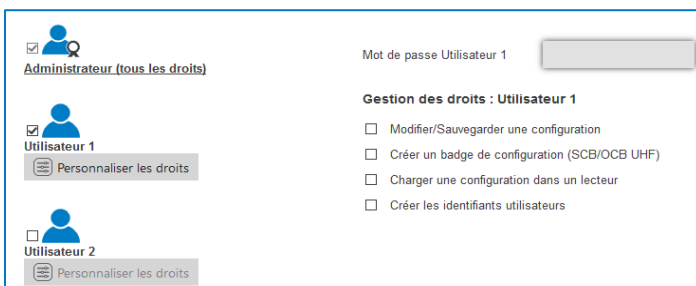 Administrateur (tous les droits)
Utilisateur 1
Personnaliser les droits
Utilisateur 2
Personnaliser les droits
Mot de passe Utilisateur 1
Gestion des droits : Utilisateur 1
Modifier/Sauvegarder une configuration
Créer un badge de configuration (SCB/OCB UHF)
Charger une configuration dans un lecteur
Créer les identifiants utilisateurs